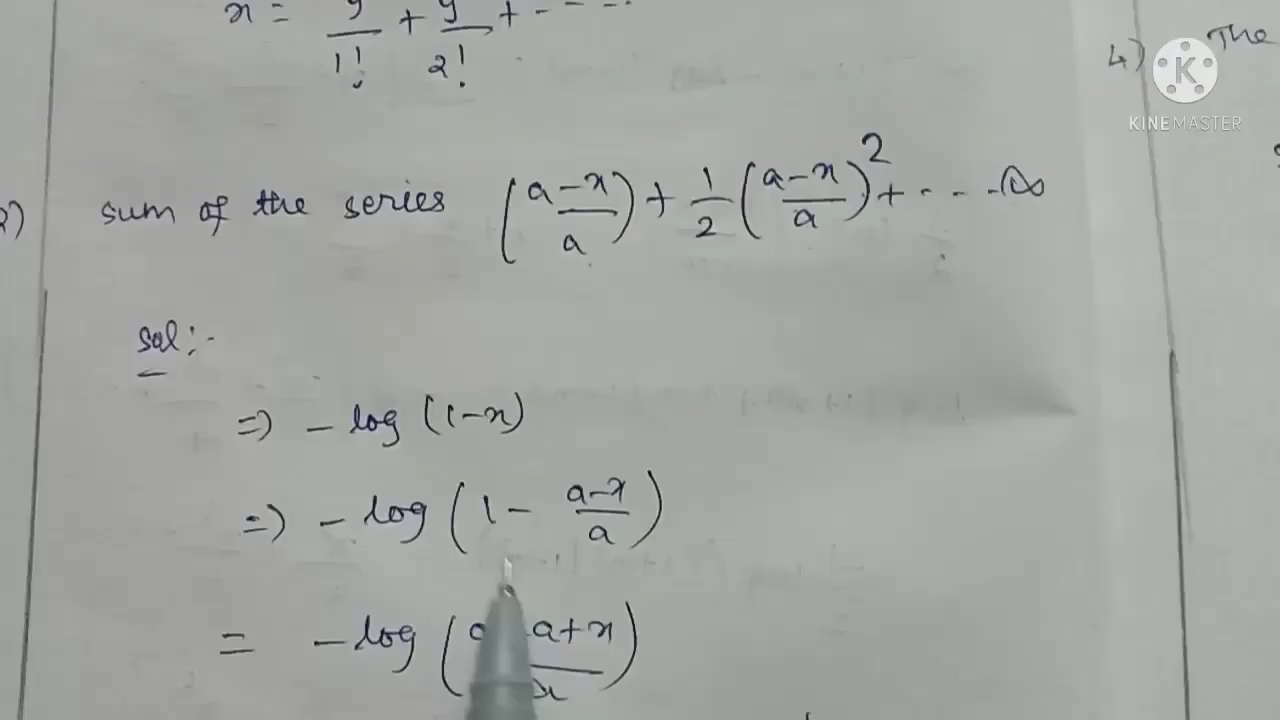 x = y/1! + y/2! + - - - - -
4) The
KINEMASTER
2) sum of the series ((a-x)/a) + 1/2 ((a-x)/a)^2 + - - - - ∞
Sol:-
=> - log (1-x)
=> - log (1 - (a-x)/a)
= - log ( a+x